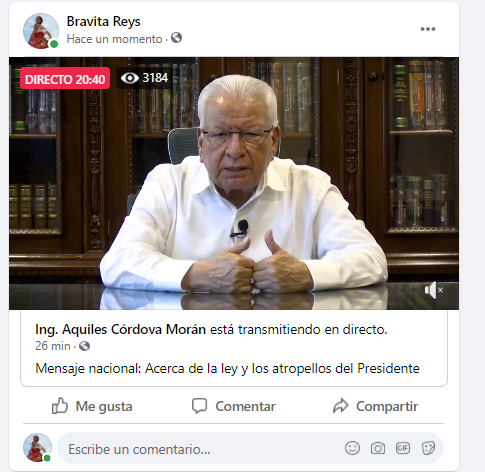 Bravita Reys
Hace un momento ·
DIRECTO 20:40
3184
Ing. Aquiles Córdova Morán está transmitiendo en directo.
26 min ·
Mensaje nacional: Acerca de la ley y los atropellos del Presidente
Me gusta
Comentar
Compartir
Escribe un comentario...
GIF